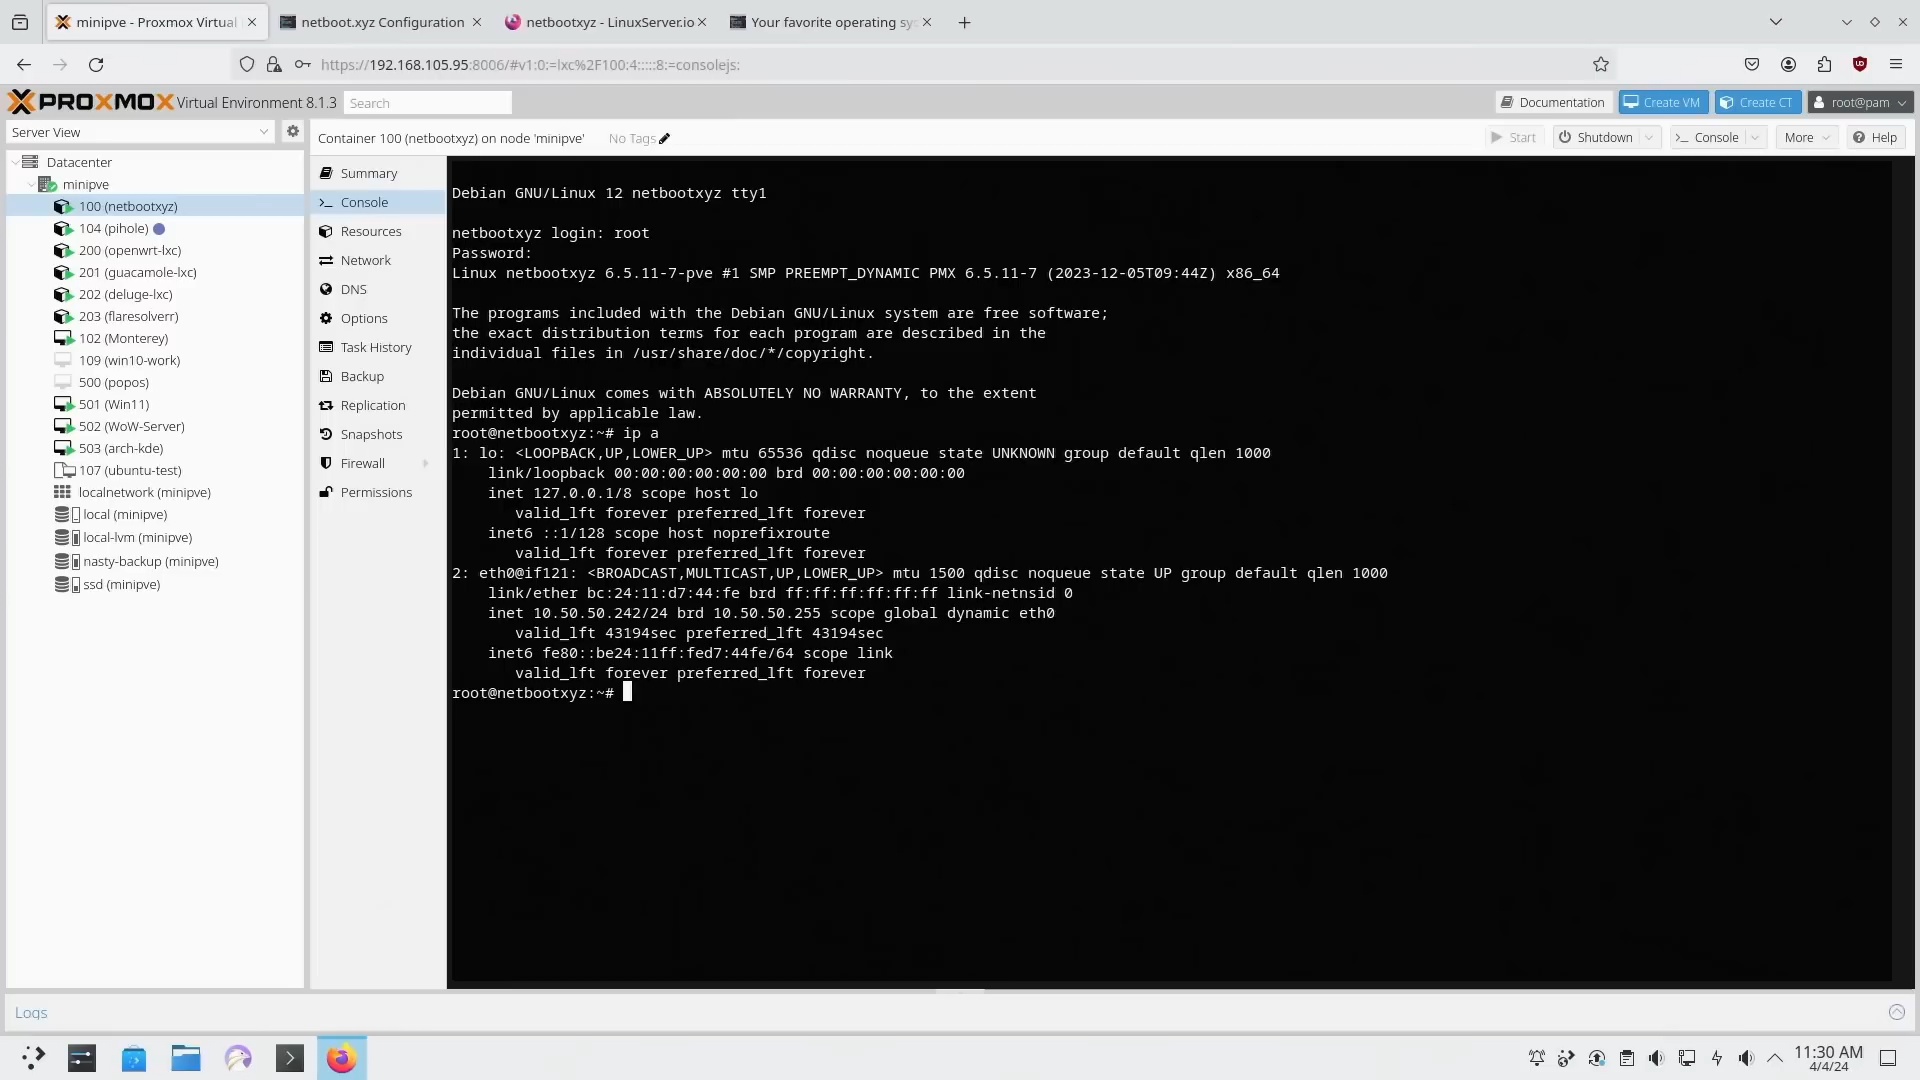 minipve - Proxmox Virtual
netboot.xyz Configuration
netbootxyz - LinuxServer.io
Your favorite operating sys
https://192.168.105.95:8006/#v1:0:=lxc%2F100:4:::::8:=consolejs:
PROXMOX Virtual Environment 8.1.3
Search
Documentation
Create VM
Create CT
root@pam
Server View
Container 100 (netbootxyz) on node 'minipve'
No Tags
Start
Shutdown
Console
More
Help
Datacenter
minipve
100 (netbootxyz)
104 (pihole)
200 (openwrt-lxc)
201 (guacamole-lxc)
202 (deluge-lxc)
203 (flaresolverr)
102 (Monterey)
109 (win10-work)
500 (popos)
501 (Win11)
502 (WoW-Server)
503 (arch-kde)
107 (ubuntu-test)
localnetwork (minipve)
local (minipve)
local-lvm (minipve)
nasty-backup (minipve)
ssd (minipve)
Summary
Console
Resources
Network
DNS
Options
Task History
Backup
Replication
Snapshots
Firewall
Permissions
Debian GNU/Linux 12 netbootxyz tty1
netbootxyz login: root
Password:
Linux netbootxyz 6.5.11-7-pve #1 SMP PREEMPT_DYNAMIC PMX 6.5.11-7 (2023-12-05T09:44Z) x86_64
The programs included with the Debian GNU/Linux system are free software;
the exact distribution terms for each program are described in the
individual files in /usr/share/doc/*/copyright.
Debian GNU/Linux comes with ABSOLUTELY NO WARRANTY, to the extent
permitted by applicable law.
root@netbootxyz:~# ip a
1: lo: <LOOPBACK,UP,LOWER_UP> mtu 65536 qdisc noqueue state UNKNOWN group default qlen 1000
link/loopback 00:00:00:00:00:00 brd 00:00:00:00:00:00
inet 127.0.0.1/8 scope host lo
valid_lft forever preferred_lft forever
inet6 ::1/128 scope host noprefixroute
valid_lft forever preferred_lft forever
2: eth0@if121: <BROADCAST,MULTICAST,UP,LOWER_UP> mtu 1500 qdisc noqueue state UP group default qlen 1000
link/ether bc:24:11:d7:44:fe brd ff:ff:ff:ff:ff:ff link-netnsid 0
inet 10.50.50.242/24 brd 10.50.50.255 scope global dynamic eth0
valid_lft 43194sec preferred_lft 43194sec
inet6 fe80::be24:11ff:fed7:44fe/64 scope link
valid_lft forever preferred_lft forever
root@netbootxyz:~#
Logs
11:30 AM
4/4/24